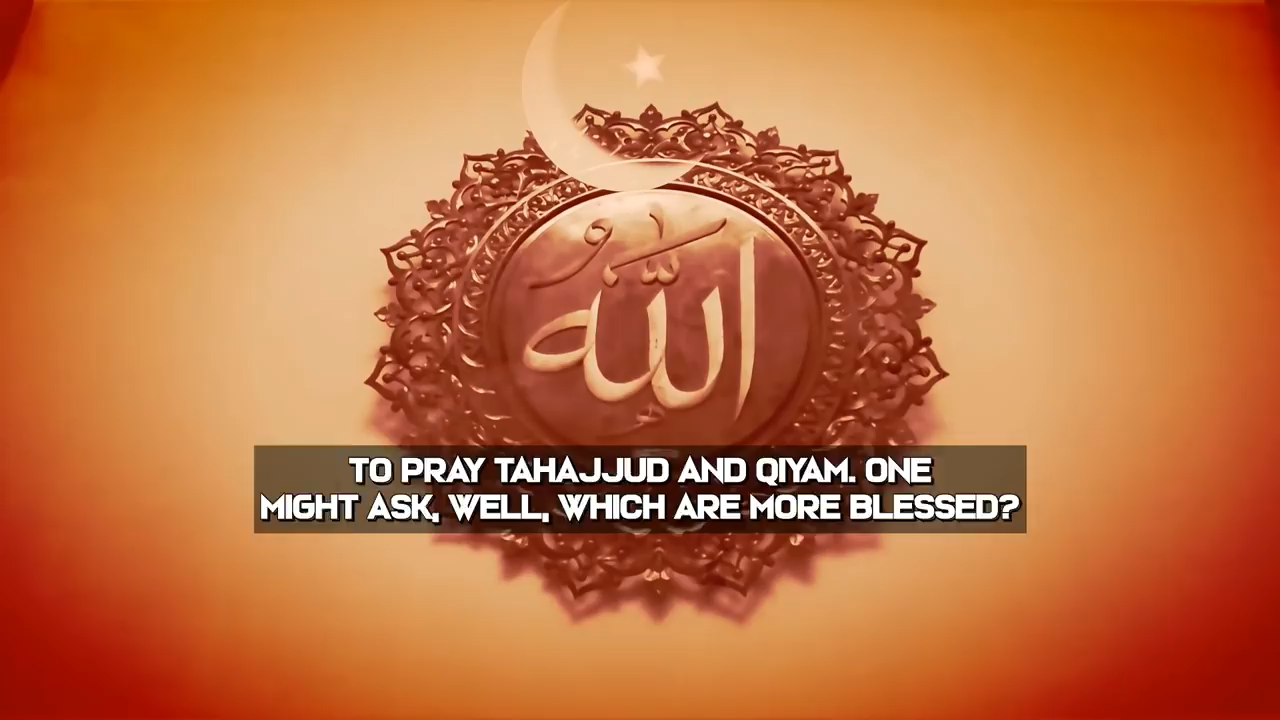 الله
TO PRAY TAHAJJUD AND QIYAM. ONE
MIGHT ASK, WELL, WHICH ARE MORE BLESSED?